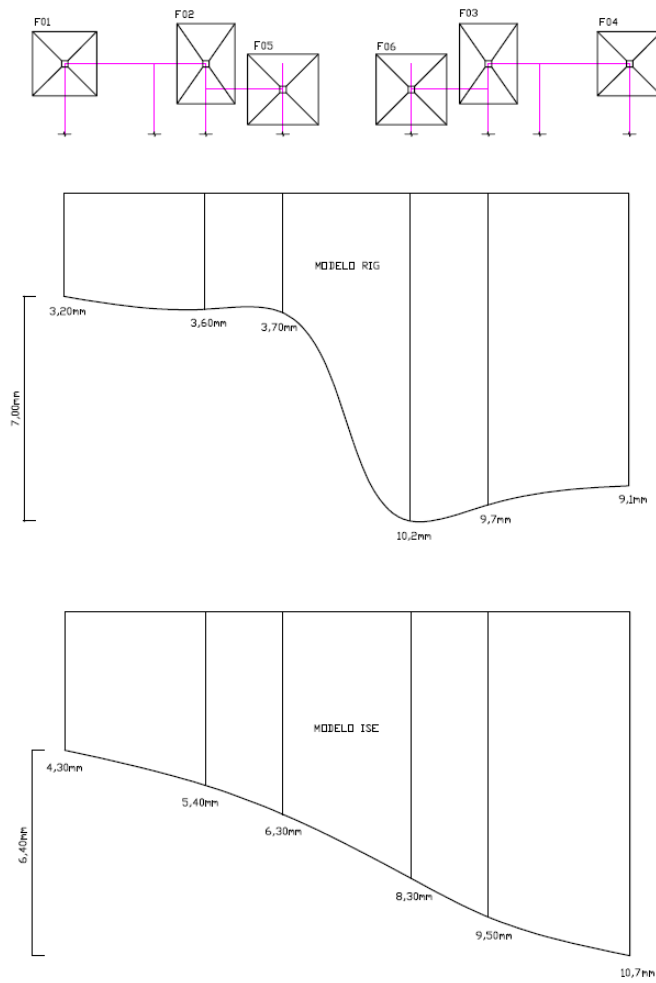 F01
F02
F03
F04
F05
F06
MODELO RIG
3,20mm
3,60mm
3,70mm
7,00mm
9,1mm
9,7mm
10,2mm
MODELO ISE
4,30mm
5,40mm
6,30mm
6,40mm
8,30mm
9,50mm
10,7mm